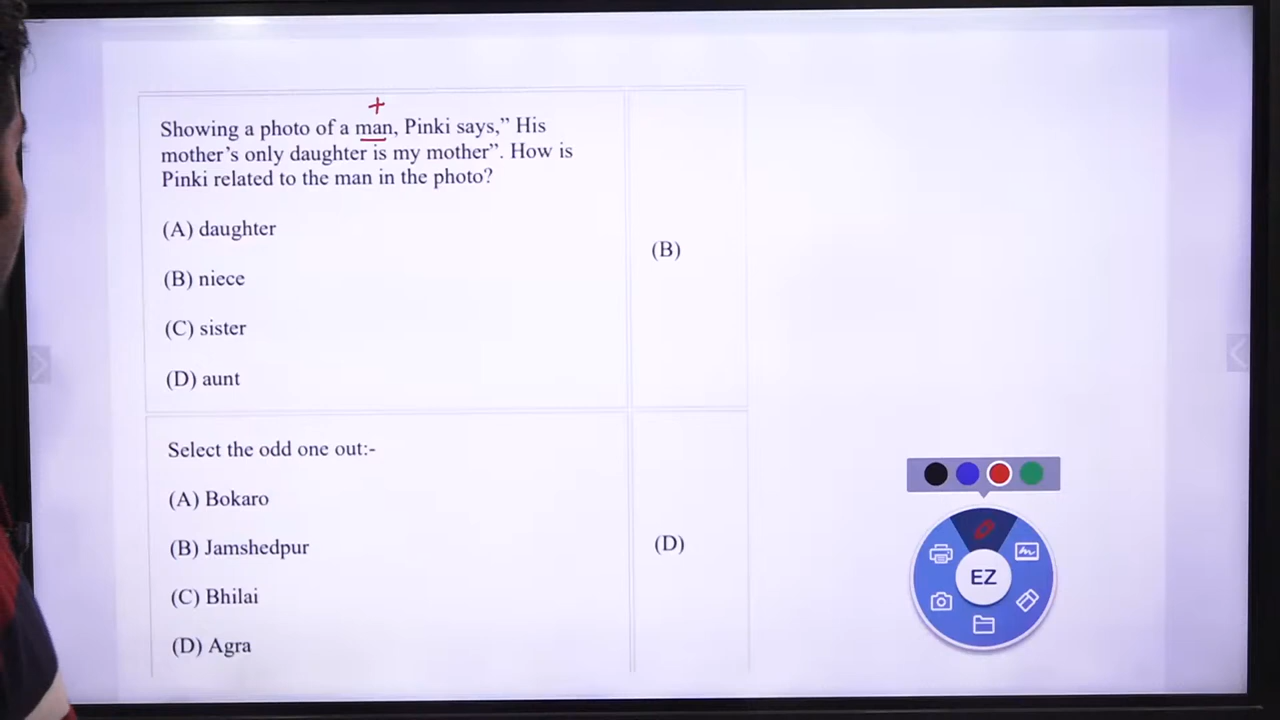 +
Showing a photo of a man, Pinki says,” His
mother’s only daughter is my mother”. How is
Pinki related to the man in the photo?
(A) daughter
(B) niece
(C) sister
(D) aunt
(B)
Select the odd one out:-
(A) Bokaro
(B) Jamshedpur
(C) Bhilai
(D) Agra
(D)
EZ